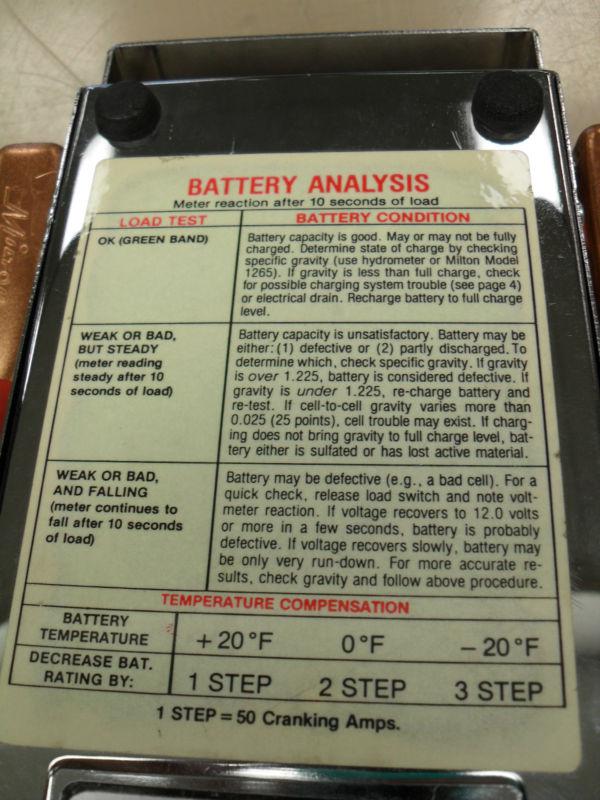 BATTERY ANALYSIS
Meter reaction after 10 seconds of load
LOAD TEST
BATTERY CONDITION
OK (GREEN BAND)
Battery capacity is good. May or may not be fully
charged. Determine state of charge by checking
specific gravity (use hydrometer or Milton Model
1265). If gravity is less than full charge, check
for possible charging system trouble (see page 4)
or electrical drain. Recharge battery to full charge
level.
WEAK OR BAD,
BUT STEADY
(meter reading
steady after 10
seconds of load)
Battery capacity is unsatisfactory. Battery may be
either: (1) defective or (2) partly discharged. To
determine which, check specific gravity. If gravity
is over 1.225, battery is considered defective. If
gravity is under 1.225, re-charge battery and
re-test. If cell-to-cell gravity varies more than
0.025 (25 points), cell trouble may exist. If charg-
ing does not bring gravity to full charge level, bat-
tery either is sulfated or has lost active material.
WEAK OR BAD,
AND FALLING
(meter continues to
fall after 10 seconds
of load)
Battery may be defective (e.g., a bad cell). For a
quick check, release load switch and note volt-
meter reaction. If voltage recovers to 12.0 volts
or more in a few seconds, battery is probably
defective. If voltage recovers slowly, battery may
be only very run-down. For more accurate re-
sults, check gravity and follow above procedure.
TEMPERATURE COMPENSATION
BATTERY
TEMPERATURE
+20°F 0°F -20°F
DECREASE BAT.
RATING BY:
1 STEP 2 STEP 3 STEP
1 STEP = 50 Cranking Amps.